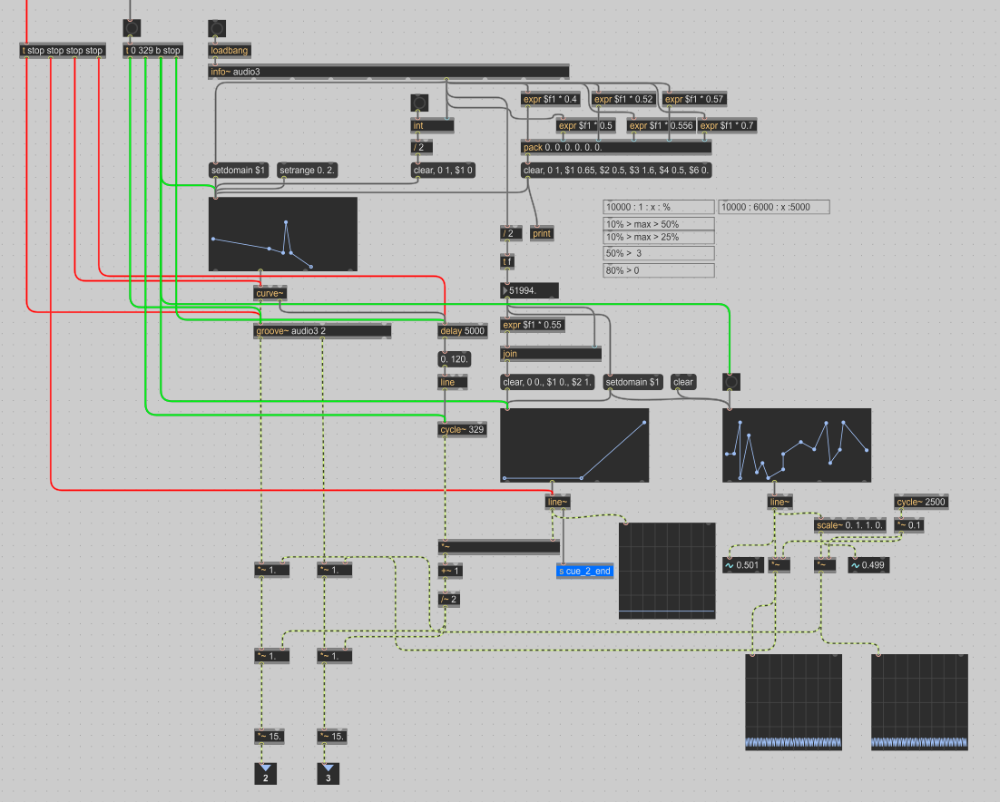 t stop stop stop stop
t 0 329 b stop
loadbang
info~ audio3
expr $f1 * 0.4
expr $f1 * 0.52
expr $f1 * 0.57
int
expr $f1 * 0.5
expr $f1 * 0.556
expr $f1 * 0.7
/ 2
pack 0. 0. 0. 0. 0. 0.
setdomain $1
setrange 0. 2.
clear, 0 1, $1 0
clear, 0 1, $1 0.65, $2 0.5, $3 1.6, $4 0.5, $6 0.
10000 : 1 : x : %
10000 : 6000 : x :5000
10% > max > 50%
10% > max > 25%
50% > 3
80% > 0
/ 2
print
t f
51994.
curve~
expr $f1 * 0.55
groove~ audio3 2
delay 5000
join
0. 120.
line
clear, 0 0., $1 0., $2 1.
setdomain $1
clear
cycle~ 329
line~
line~
cycle~ 2500
scale~ 0. 1. 1. 0.
*~ 0.1
*~
0.501
*~
*~
0.499
*~ 1.
*~ 1.
+~ 1
s cue_2_end
/~ 2
*~ 1.
*~ 1.
*~ 15.
*~ 15.
2
3